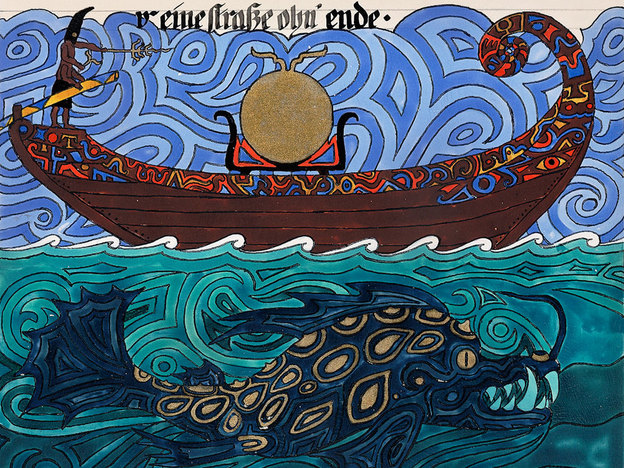 v eine straße ohn' ende.